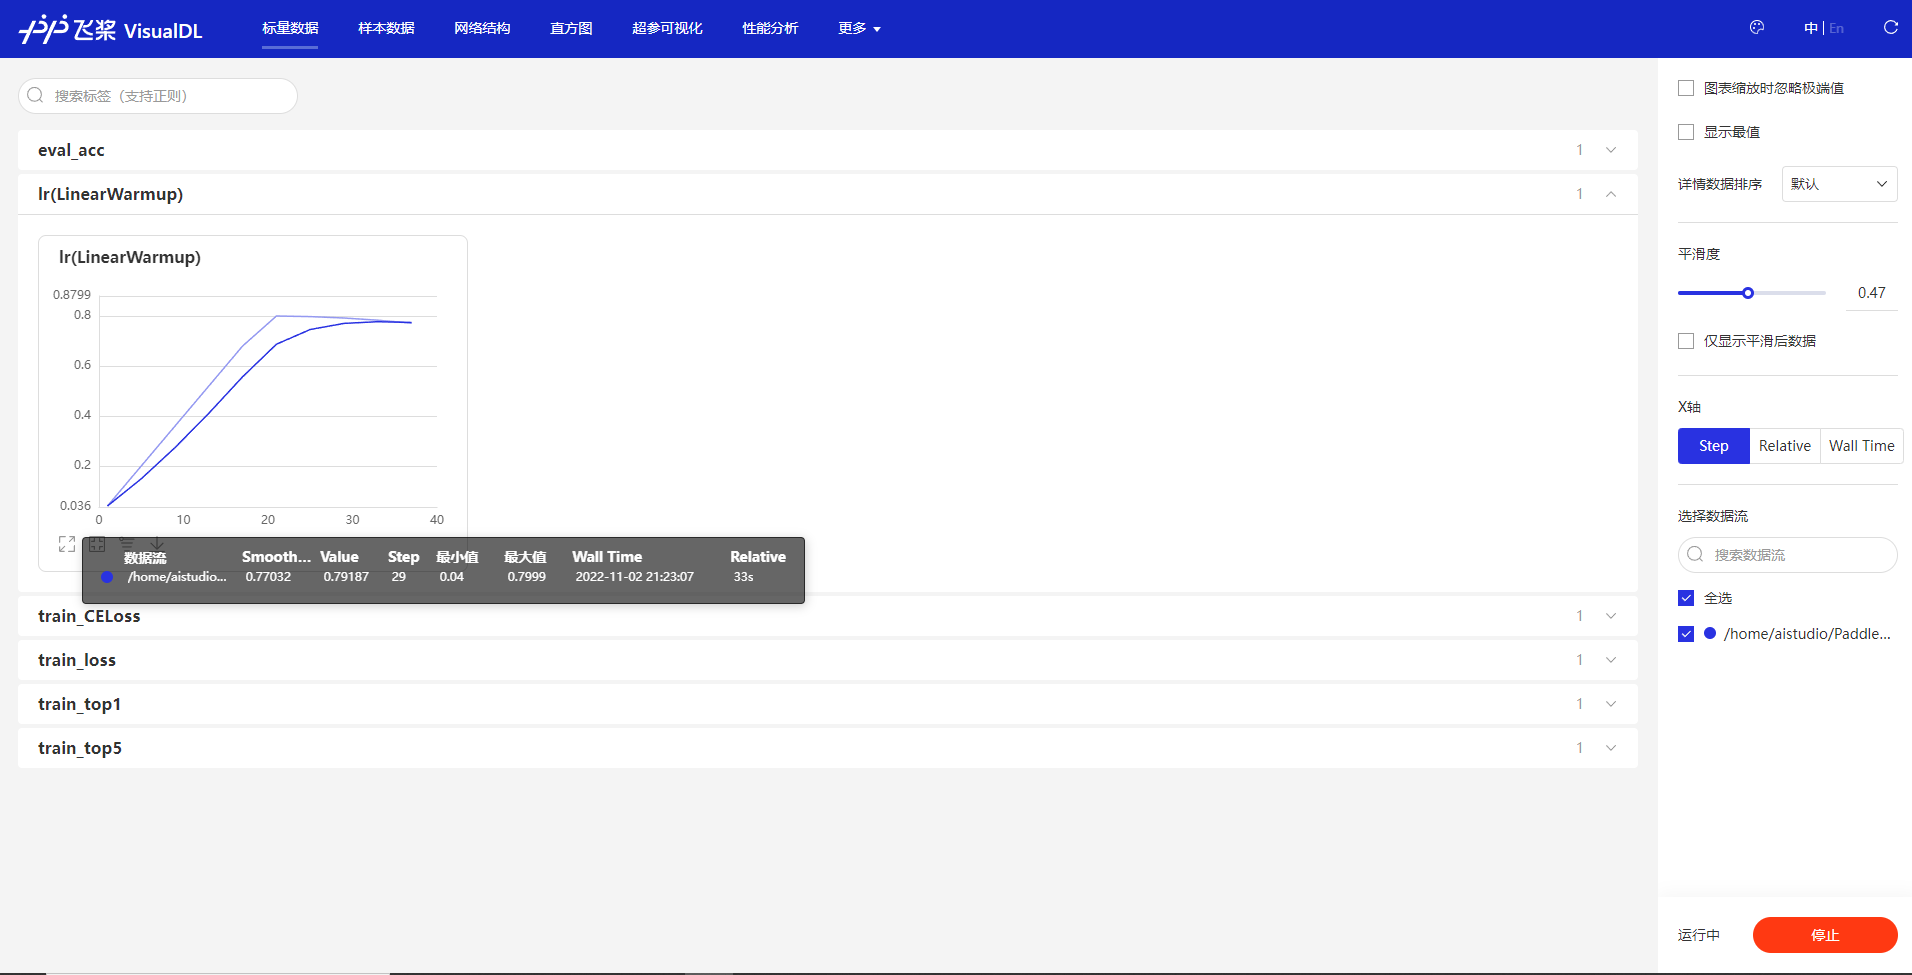 飞桨 VisualDL 标量数据 样本数据 网络结构 直方图 超参可视化 性能分析 更多 中 | En
搜索标签（支持正则）
eval_acc 1
lr(LinearWarmup) 1
lr(LinearWarmup)
0.8799
0.8
0.6
0.4
0.2
0.036
0 10 20 30 40
数据流 Smooth... Value Step 最小值 最大值 Wall Time Relative
/home/aistudio... 0.77032 0.79187 29 0.04 0.7999 2022-11-02 21:23:07 33s
train_CELoss 1
train_loss 1
train_top1 1
train_top5 1
图表缩放时忽略极端值
显示最值
详情数据排序 默认
平滑度
0.47
仅显示平滑后数据
X轴
Step Relative Wall Time
选择数据流
搜索数据流
全选
/home/aistudio/Paddle...
运行中 停止